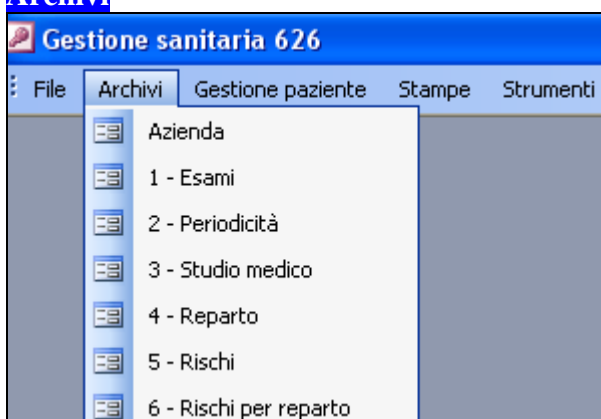 Archivi
Gestione sanitaria 626
File Archivi Gestione paziente Stampe Strumenti
Azienda
1 - Esami
2 - Periodicità
3 - Studio medico
4 - Reparto
5 - Rischi
6 - Rischi per reparto